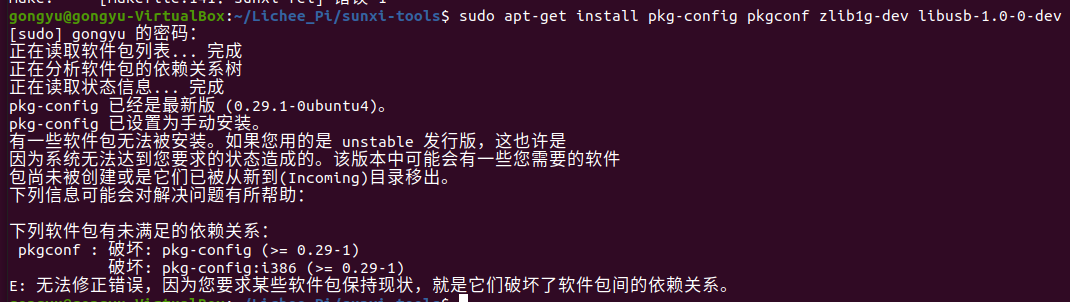 gongyu@gongyu-VirtualBox:~/Lichee_Pi/sunxi-tools$ sudo apt-get install pkg-config pkgconf zlib1g-dev libusb-1.0-0-dev
[sudo] gongyu 的密码：
正在读取软件包列表... 完成
正在分析软件包的依赖关系树
正在读取状态信息... 完成
pkg-config 已经是最新版 (0.29.1-0ubuntu4)。
pkg-config 已设置为手动安装。
有一些软件包无法被安装。如果您用的是 unstable 发行版，这也许是
因为系统无法达到您要求的状态造成的。该版本中可能会有一些您需要的软件
包尚未被创建或是它们已被从新到(Incoming)目录移出。
下列信息可能会对解决问题有所帮助：
下列软件包有未满足的依赖关系：
pkgconf : 破坏: pkg-config (>= 0.29-1)
破坏: pkg-config:i386 (>= 0.29-1)
E: 无法修正错误，因为您要求某些软件包保持现状，就是它们破坏了软件包间的依赖关系。
gongyu@gongyu-VirtualBox:~/Lichee_Pi/sunxi-tools$